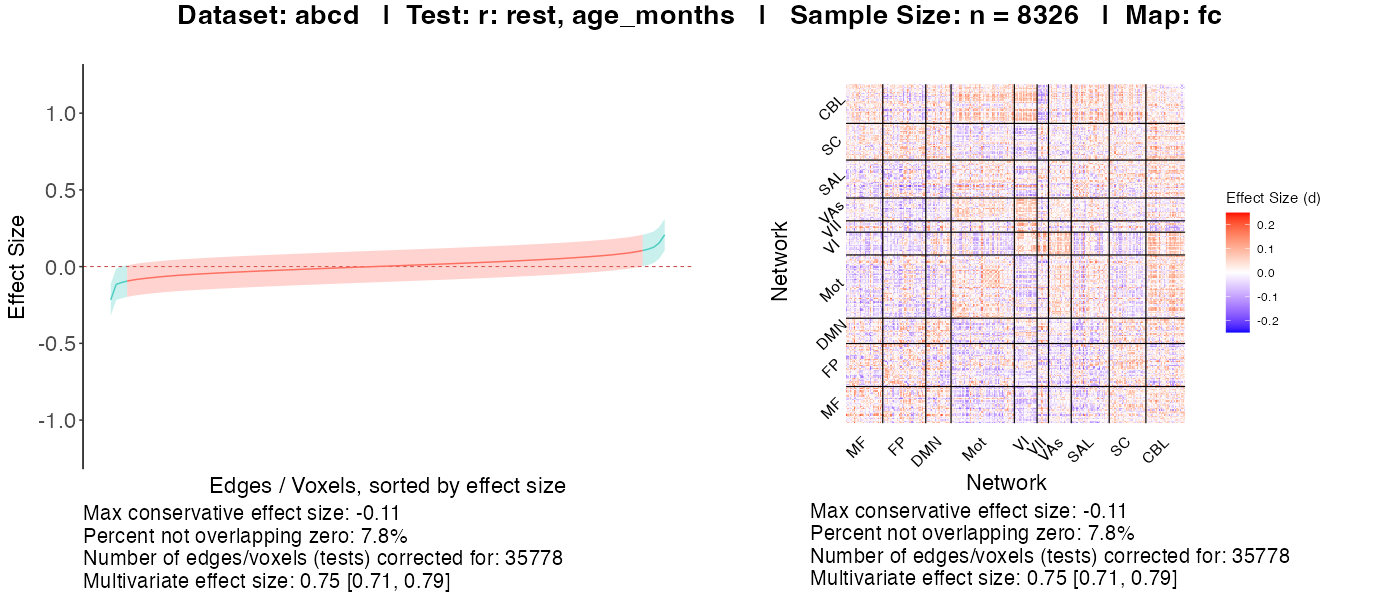 Dataset: abcd | Test: r: rest, age_months | Sample Size: n = 8326 | Map: fc
Effect Size
1.0
0.5
0.0
-0.5
-1.0
Edges / Voxels, sorted by effect size
Max conservative effect size: -0.11
Percent not overlapping zero: 7.8%
Number of edges/voxels (tests) corrected for: 35778
Multivariate effect size: 0.75 [0.71, 0.79]
Network
CBL
SC
SAL
VAs
VII
VI
Mot
DMN
FP
MF
MF
FP
DMN
Mot
VI
VII
VAs
SAL
SC
CBL
Network
Effect Size (d)
0.2
0.1
0.0
-0.1
-0.2
Max conservative effect size: -0.11
Percent not overlapping zero: 7.8%
Number of edges/voxels (tests) corrected for: 35778
Multivariate effect size: 0.75 [0.71, 0.79]